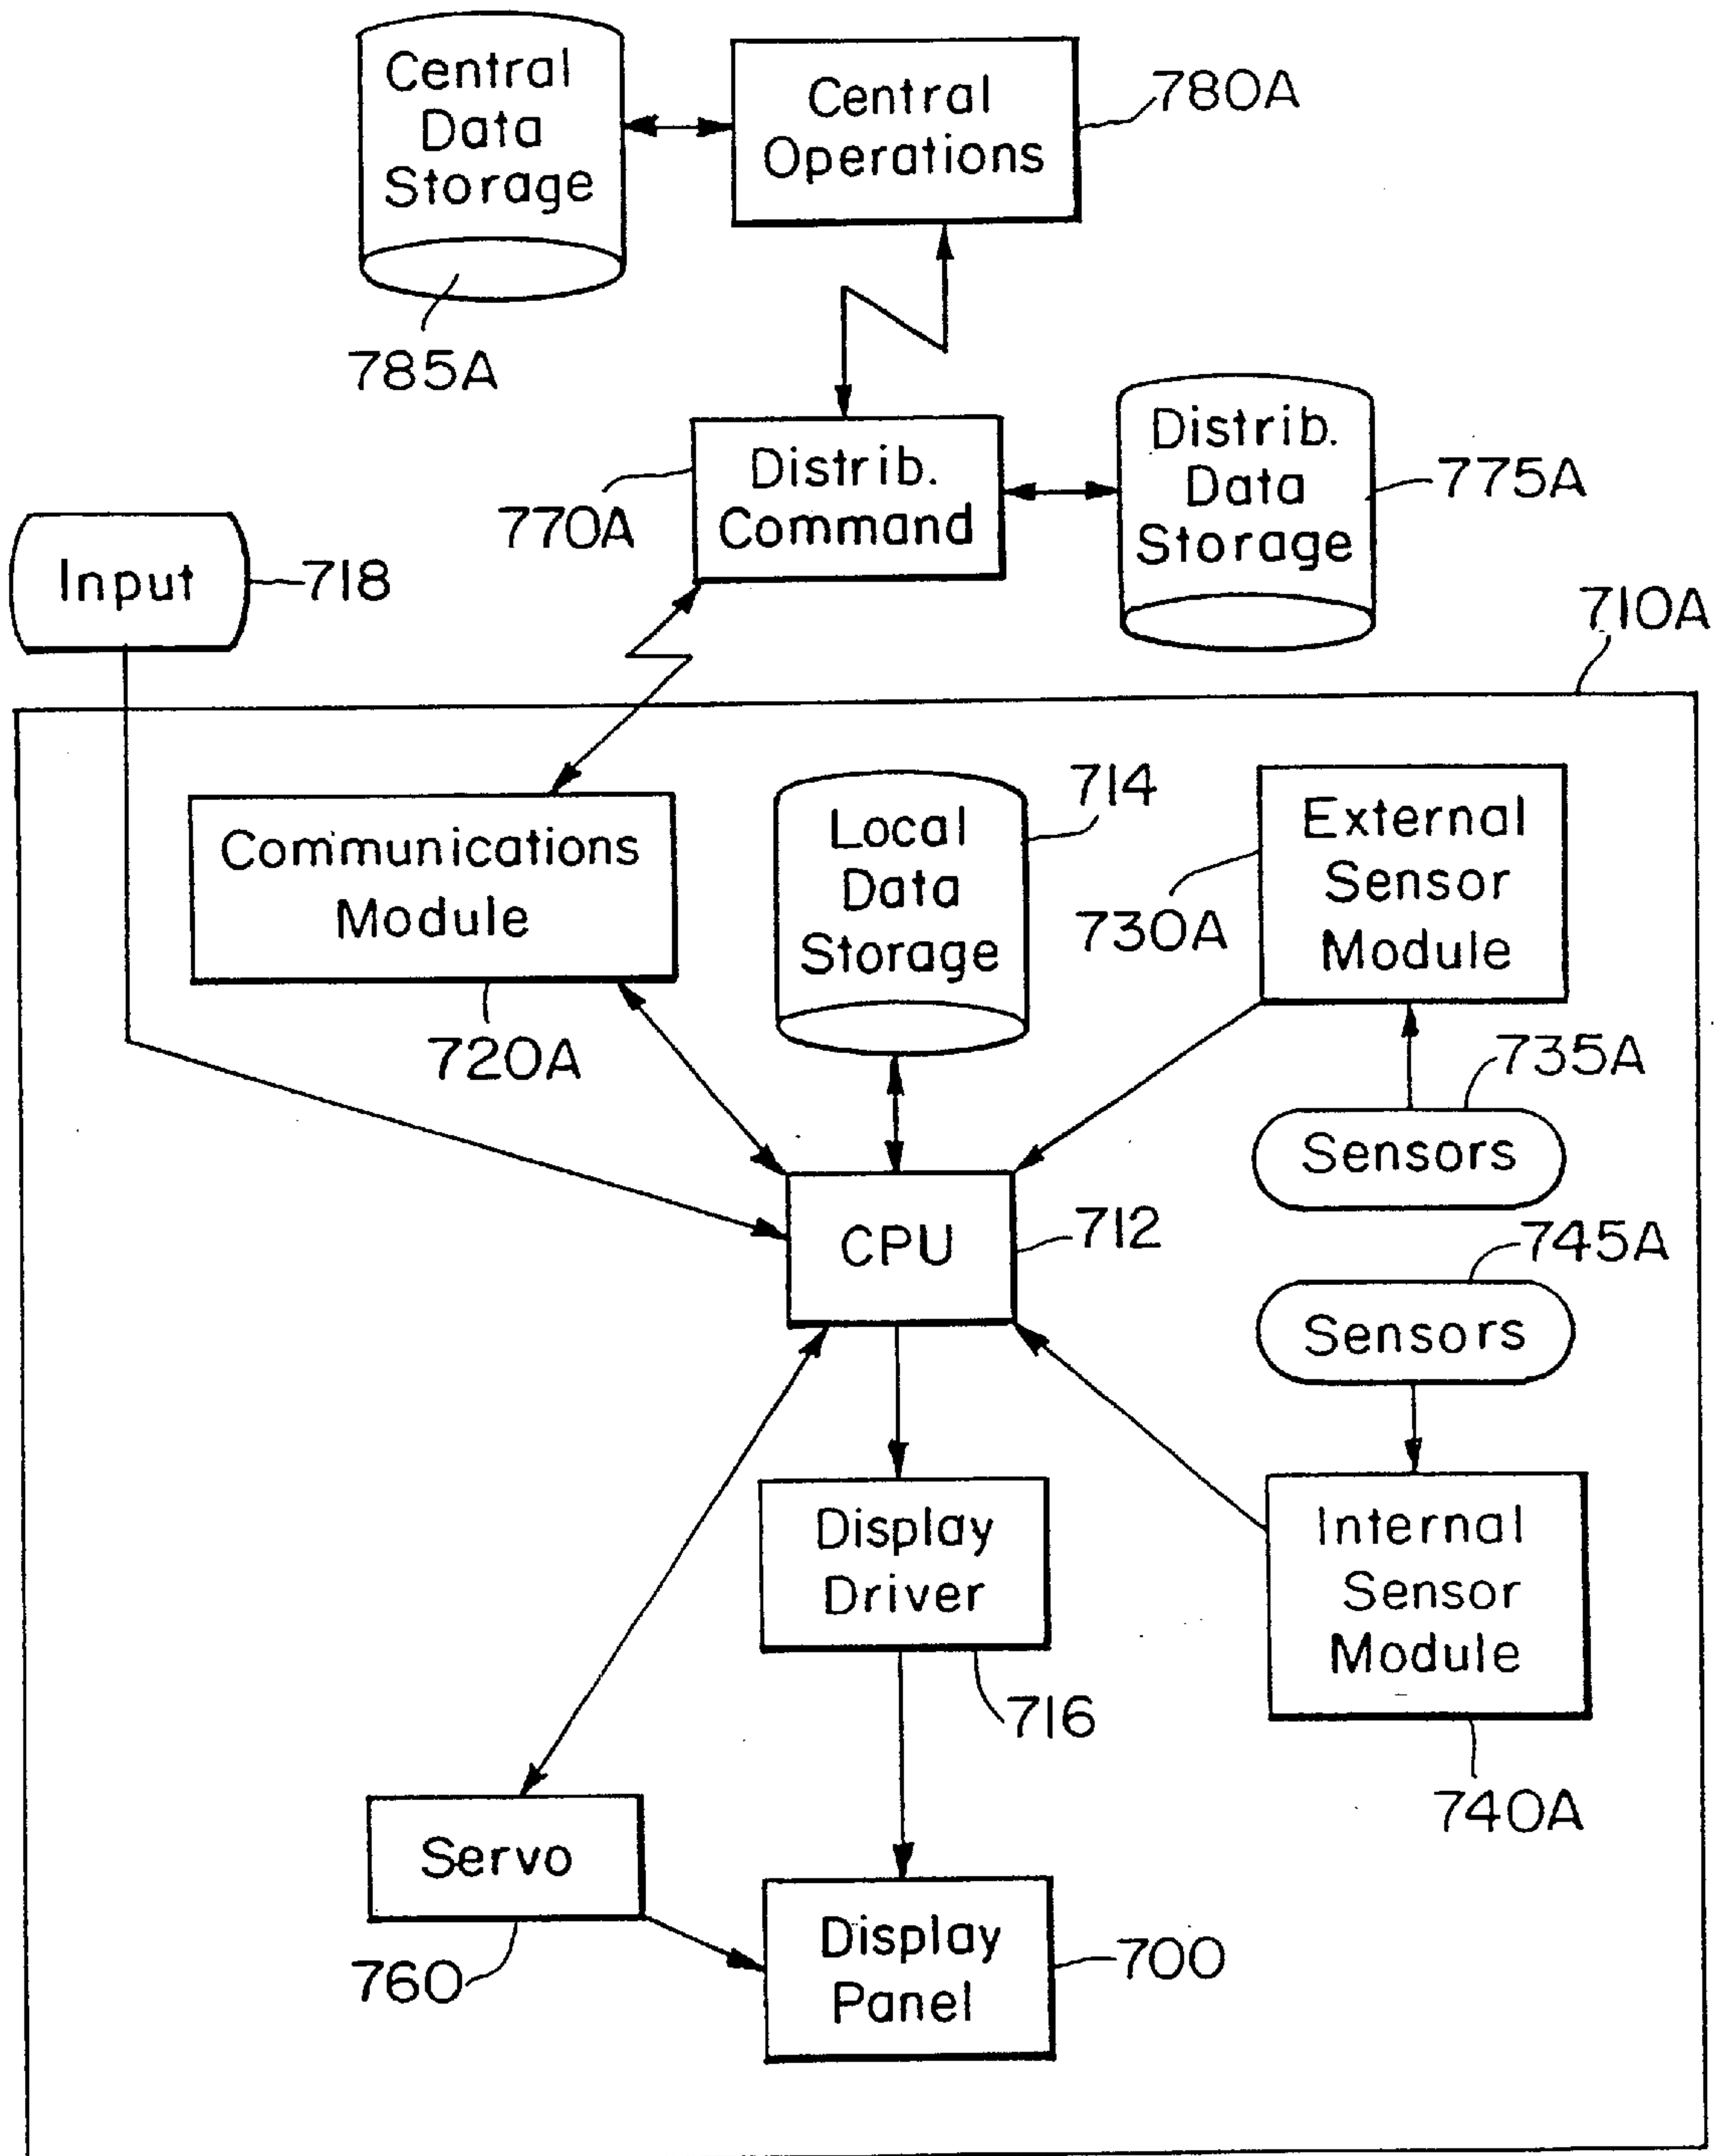 Central
Data
Storage
785A
Central
Operations
780A
Distrib.
Command
770A
Distrib.
Data
Storage
775A
Input
718
710A
Communications
Module
720A
Local
Data
Storage
714
External
Sensor
Module
730A
Sensors
735A
CPU
712
Sensors
745A
Display
Driver
716
Internal
Sensor
Module
740A
Servo
760
Display
Panel
700